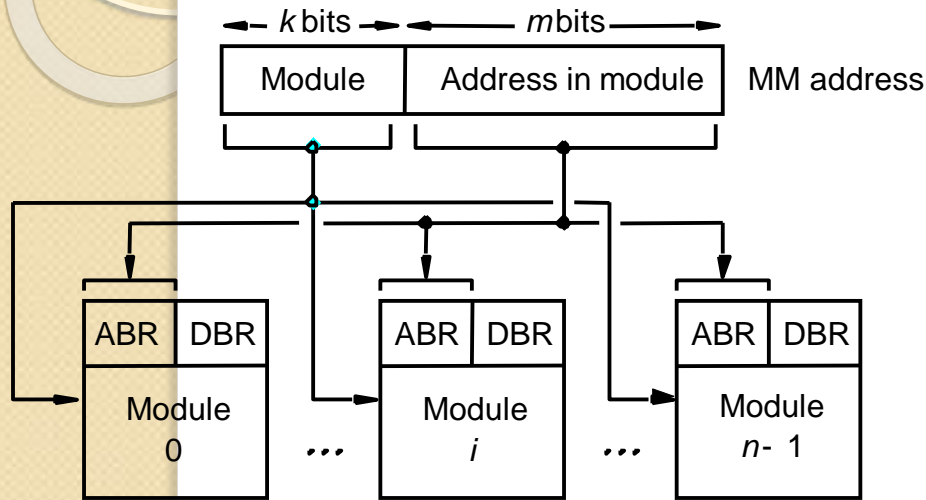 k bits m bits
Module Address in module MM address
ABR DBR ABR DBR ABR DBR
Module Module Module
0 ... i ... n- 1